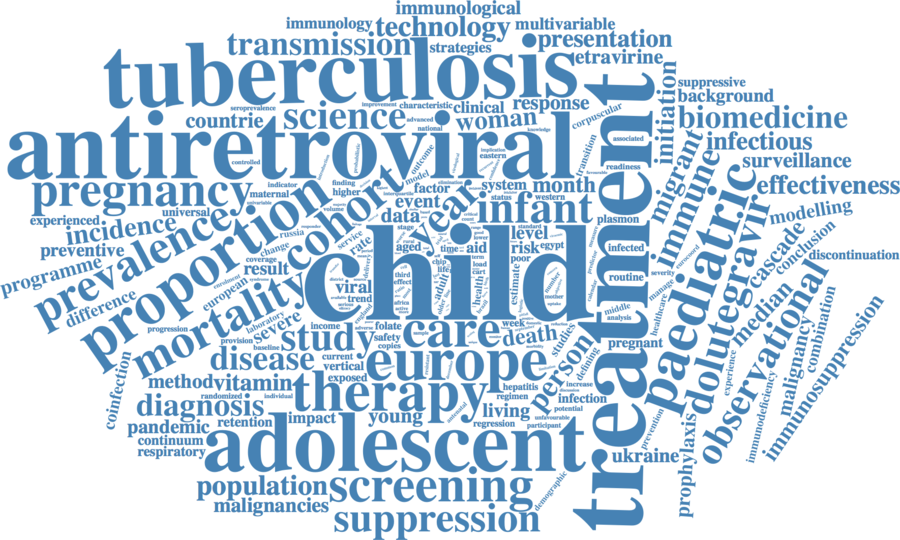 immunological
immunology
technology
multivariable
transmission
strategies
presentation
tuberculosis
etravirine
suppressive
background
seroprevalence
improvement
characteristic
clinical
response
countrie
science
advanced
national
woman
knowledge
corpuscular
associated
initiation
biomedicine
antiretroviral
infectious
transition
controlled
outcome
model
implication
eastern
readiness
migrant
immune
surveillance
pregnancy
indicator
maternal
finding
higher
factor
system
month
status
western
effectiveness
experienced
universal
univariable
cohort
event
year
infant
plasmon
modelling
incidence
data
stage
level
standard
preventive
prevalence
proportion
russia
change
service
rate
rural
aged
time
aid
risk
egypt
infected
paediatric
dolutegravir
cascade
conclusion
discontinuation
programme
coverage
result
child
poor
estimate
routine
severity
difference
european
mortality
viral
trend
third
effect
adult
life
load
cart
health
number
mother
manage
healthcare
treatment
median
observational
progression
laboratory
severe
provision
baseline
income
adverse
study
folate
safety
copies
care
week
death
studies
middle
analysis
pregnant
combination
malignancy
immunosuppression
coinfection
disease
current
vertical
exposed
europe
person
defining
experience
immunodeficiency
method
vitamin
randomized
individual
therapy
hepatitis
regimen
increase
infection
potential
diagnosis
retention
impact
young
living
regression
unfavourable
participant
prevention
pandemic
continuum
respiratory
adolescent
ukraine
prophylaxis
population
screening
demographic
malignancies
suppression